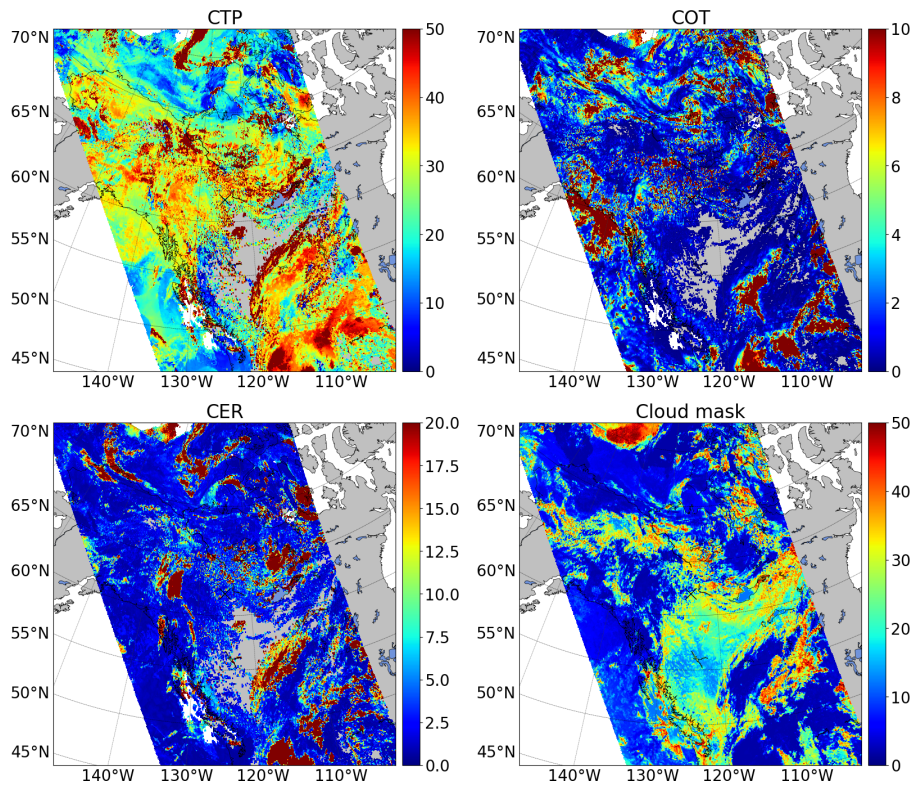 CTP
70°N
65°N
60°N
55°N
50°N
45°N
140°W 130°W 120°W 110°W
50
40
30
20
10
0
COT
70°N
65°N
60°N
55°N
50°N
45°N
140°W 130°W 120°W 110°W
10
8
6
4
2
0
CER
70°N
65°N
60°N
55°N
50°N
45°N
140°W 130°W 120°W 110°W
20.0
17.5
15.0
12.5
10.0
7.5
5.0
2.5
0.0
Cloud mask
70°N
65°N
60°N
55°N
50°N
45°N
140°W 130°W 120°W 110°W
50
40
30
20
10
0